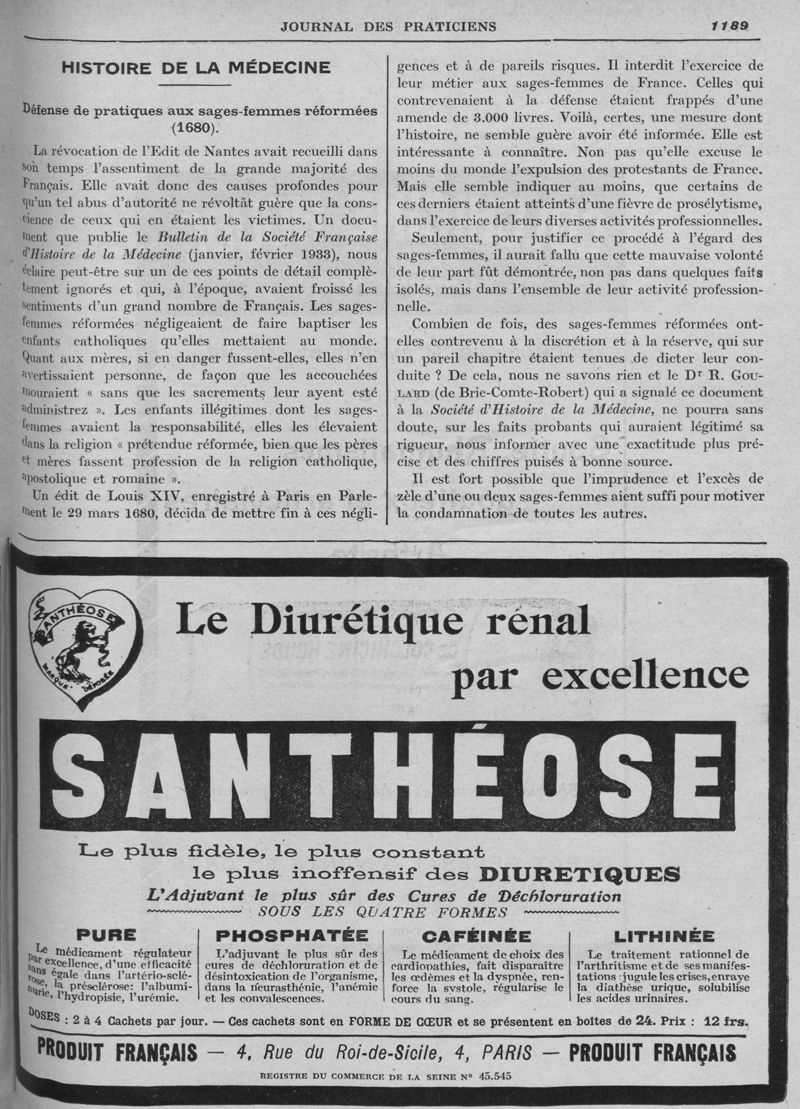 JOURNAL DES PRATICIENS
1189
HISTOIRE DE LA MÉDECINE
Défense de pratiques aux sages-femmes réformées
(1680).
La révocation de l'Edit de Nantes avait recueilli dans
son temps l'assentiment de la grande majorité des
Français. Elle avait donc des causes profondes pour
qu'un tel abus d'autorité ne révoltât guère que la cons-
cience de ceux qui en étaient les victimes. Un docu-
ment que publie le Bulletin de la Société Française
d'Histoire de la Médecine (janvier, février 1933), nous
éclaire peut-être sur un de ces points de détail complè-
tement ignorés et qui, à l'époque, avaient froissé les
sentiments d'un grand nombre de Français. Les sages-
femmes réformées négligeaient de faire baptiser les
enfants catholiques qu'elles mettaient au monde.
Quant aux mères, si en danger fussent-elles, elles n'en
avertissaient personne, de façon que les accouchées
mouraient « sans que les sacrements leur ayent esté
administrez ». Les enfants illégitimes dont les sages-
femmes avaient la responsabilité, elles les élevaient
dans la religion « prétendue réformée, bien que les pères
et mères fassent profession de la religion catholique,
apostolique et romaine ».
Un édit de Louis XIV, enregistré à Paris en Parle-
ment le 29 mars 1680, décida de mettre fin à ces négli-
gences et à de pareils risques. Il interdit l'exercice de
leur métier aux sages-femmes de France. Celles qui
contrevenaient à la défense étaient frappés d'une
amende de 3.000 livres. Voilà, certes, une mesure dont
l'histoire, ne semble guère avoir été informée. Elle est
intéressante à connaître. Non pas qu'elle excuse le
moins du monde l'expulsion des protestants de France.
Mais elle semble indiquer au moins, que certains de
ces derniers étaient atteints d'une fièvre de prosélytisme,
dans l'exercice de leurs diverses activités professionnelles.
Seulement, pour justifier ce procédé à l'égard des
sages-femmes, il aurait fallu que cette mauvaise volonté
de leur part fût démontrée, non pas dans quelques faits
isolés, mais dans l'ensemble de leur activité profession-
nelle.
Combien de fois, des sages-femmes réformées ont-
elles contrevenu à la discrétion et à la réserve, qui sur
un pareil chapitre étaient tenues de dicter leur con-
duite ? De cela, nous ne savons rien et le Dr R. GOU-
LARD (de Brie-Comte-Robert) qui a signalé ce document
à la Société d'Histoire de la Médecine, ne pourra sans
doute, sur les faits probants qui auraient légitimé sa
rigueur, nous informer avec une exactitude plus pré-
cise et des chiffres puisés à bonne source.
Il est fort possible que l'imprudence et l'excès de
zèle d'une ou deux sages-femmes aient suffi pour motiver
la condamnation de toutes les autres.
SANTHÉOSE
MARQUE DÉPOSÉE
Le Diurétique rénal
par excellence
SANTHÉOSE
Le plus fidèle, le plus constant
le plus inoffensif des DIURETIQUES
L'Adjuvant le plus sûr des Cures de Déchloruration
SOUS LES QUATRE FORMES
PURE
Le médicament régulateur
par excellence, d'une efficacité
sans égale dans l'artério-sclé-
rose, la présclérose: l'albumi-
nurie, l'hydropisie, l'urémie.
PHOSPHATÉE
L'adjuvant le plus sûr des
cures de déchloruration et de
désintoxication de l'organisme,
dans la neurasthénie, l'anémie
et les convalescences.
CAFÉINÉE
Le médicament de choix des
cardiopathies, fait disparaître
les œdèmes et la dyspnée, ren-
force la systole, régularise le
cours du sang.
LITHINÉE
Le traitement rationnel de
l'arthritisme et de ses manifes-
tations : jugule les crises, enraye
la diathèse urique, solubilise
les acides urinaires.
DOSES : 2 à 4 Cachets par jour. — Ces cachets sont en FORME DE CŒUR et se présentent en boîtes de 24. Prix : 12 frs.
PRODUIT FRANÇAIS — 4, Rue du Roi-de-Sicile, 4, PARIS — PRODUIT FRANÇAIS
REGISTRE DU COMMERCE DE LA SEINE N° 45.545